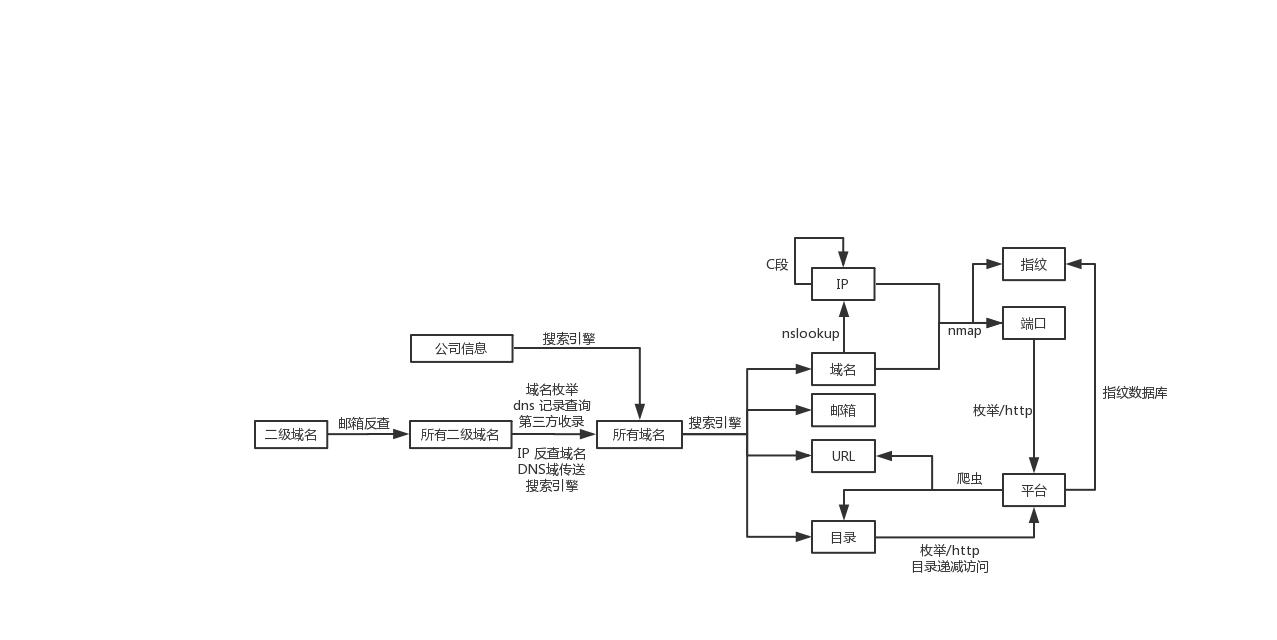 C段
IP
指纹
nslookup
nmap
端口
公司信息
搜索引擎
域名
指纹数据库
域名枚举
dns 记录查询
第三方收录
邮箱
枚举/http
二级域名
邮箱反查
所有二级域名
所有域名
搜索引擎
IP 反查域名
DNS域传送
搜索引擎
URL
爬虫
平台
目录
枚举/http
目录递减访问